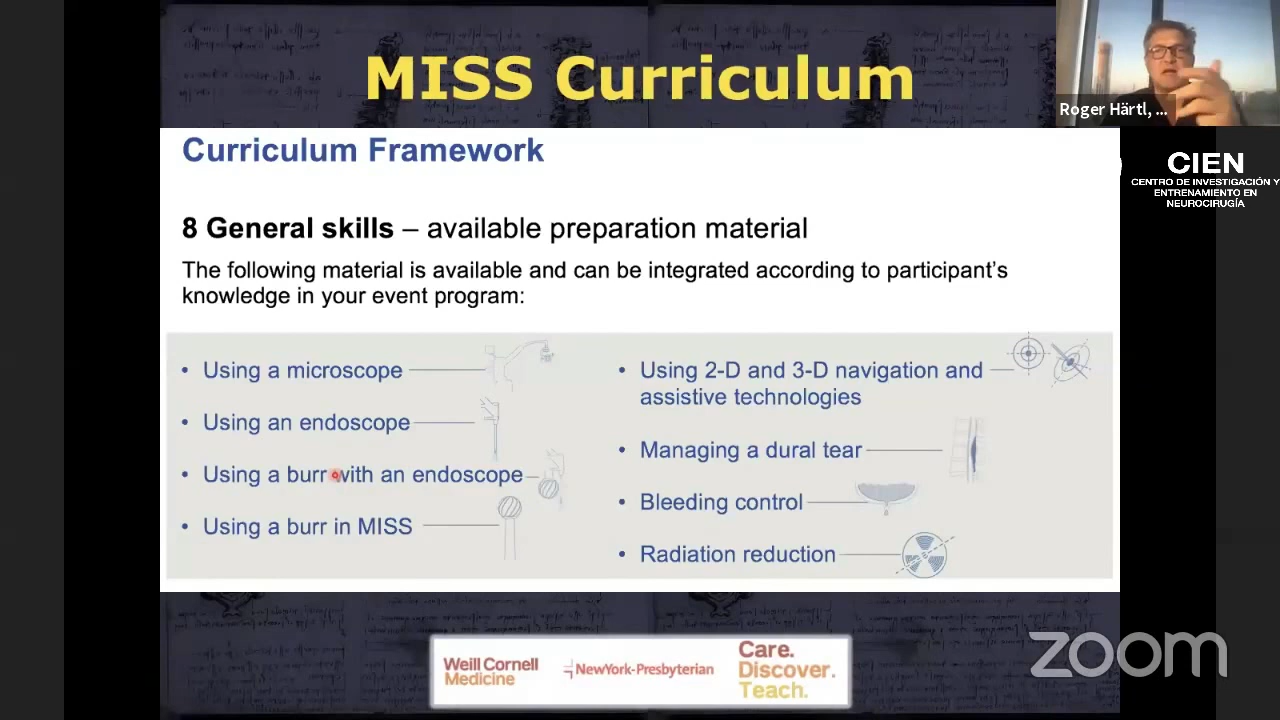 MISS Curriculum
Roger Härtl, ...
CIEN
CENTRO DE INVESTIGACIÓN Y
ENTRENAMIENTO EN
NEUROCIRUGÍA
Curriculum Framework
8 General skills – available preparation material
The following material is available and can be integrated according to participant's
knowledge in your event program:
• Using a microscope
• Using an endoscope
• Using a burr with an endoscope
• Using a burr in MISS
• Using 2-D and 3-D navigation and
assistive technologies
• Managing a dural tear
• Bleeding control
• Radiation reduction
Weill Cornell
Medicine
NewYork-Presbyterian
Care.
Discover.
Teach.
zoom